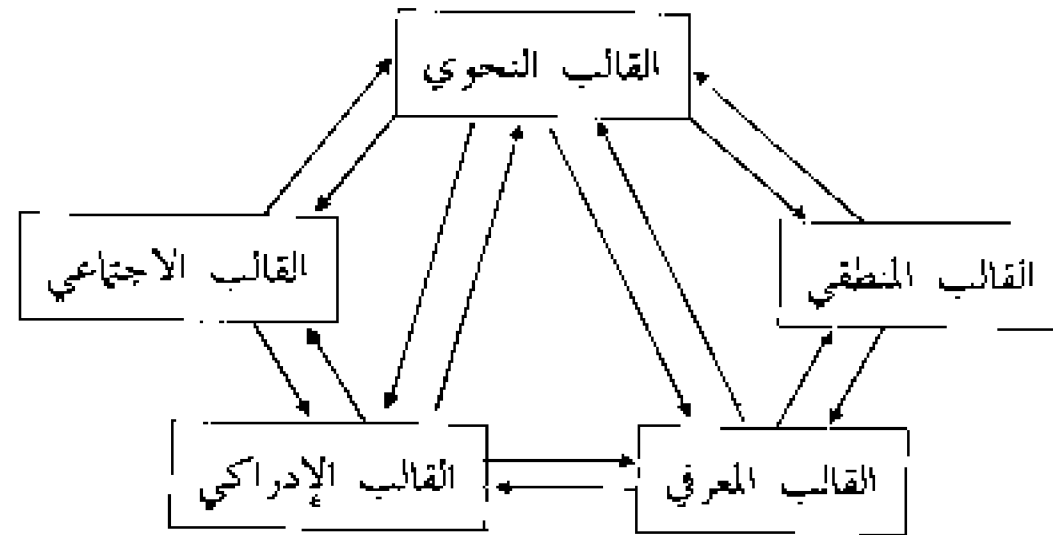 القالب النحوي
القالب المنطقي
القالب الاجتماعي
القالب المعرفي
القالب الإدراكي